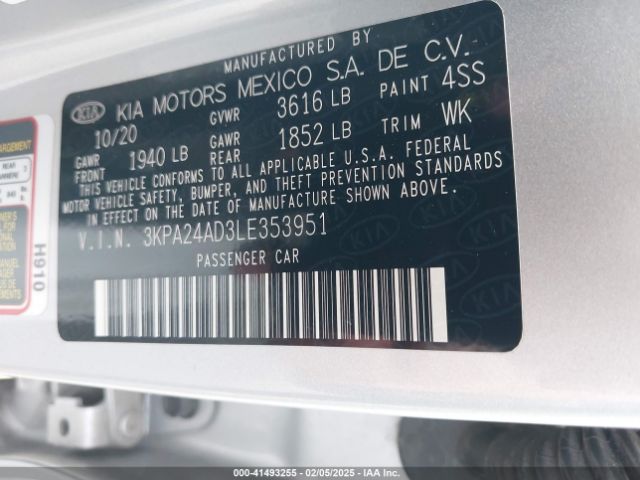 MANUFACTURED BY
KIA KIA MOTORS MEXICO S.A. DE C.V.
10/20 GVWR 3616 LB PAINT 4SS
GAWR FRONT 1940 LB GAWR REAR 1852 LB TRIM WK
THIS VEHICLE CONFORMS TO ALL APPLICABLE U.S.A. FEDERAL
MOTOR VEHICLE SAFETY, BUMPER, AND THEFT PREVENTION STANDARDS
IN EFFECT ON THE DATE OF MANUFACTURE SHOWN ABOVE.
V.I.N. 3KPA24AD3LE353951
PASSENGER CAR
H910
REAR
000-41493255 - 02/05/2025 - IAA, Inc.